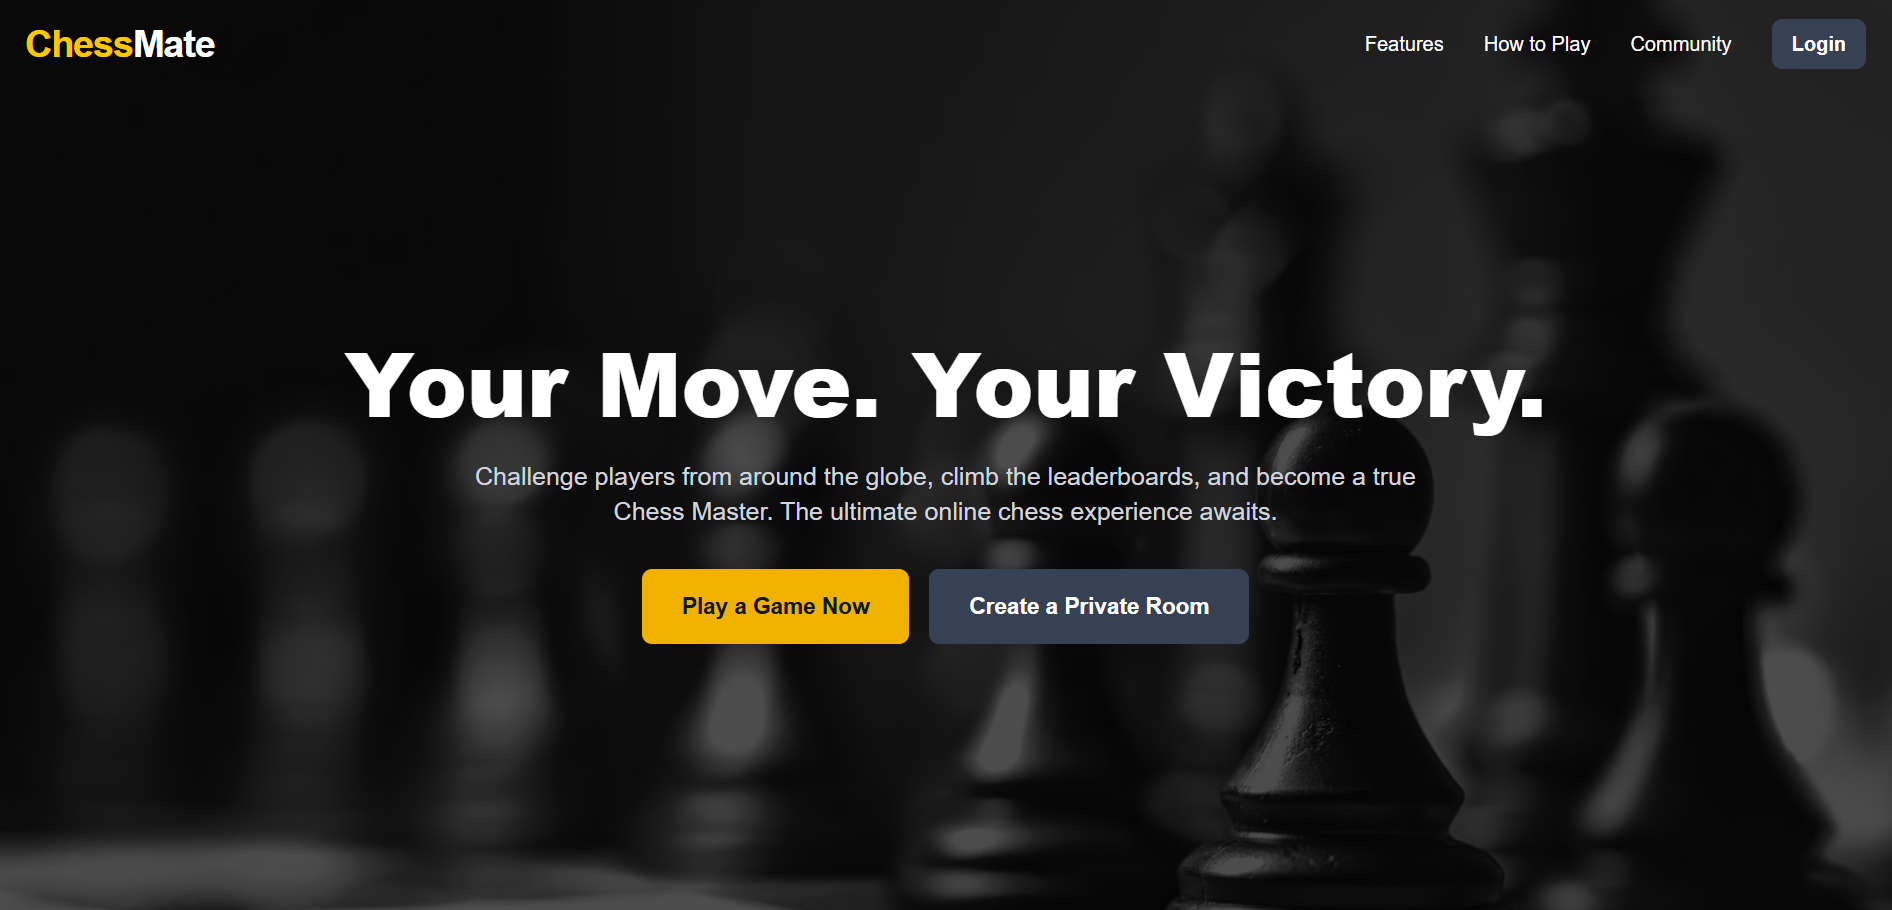 ChessMate
Features
How to Play
Community
Login
Your Move. Your Victory.
Challenge players from around the globe, climb the leaderboards, and become a true
Chess Master. The ultimate online chess experience awaits.
Play a Game Now
Create a Private Room